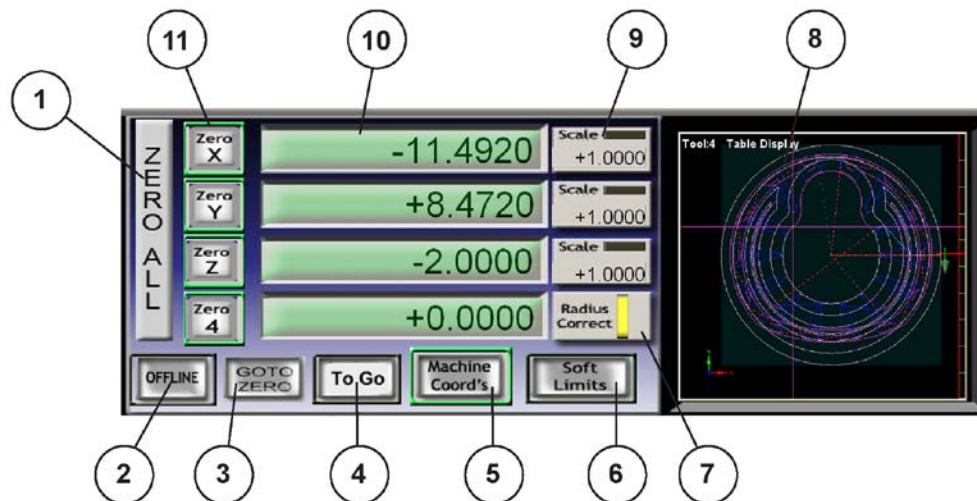 11
10
9
8
1
ZERO ALL
Zero X
-11.4920
Scale
+1.0000
Zero Y
+8.4720
Scale
+1.0000
Zero Z
-2.0000
Scale
+1.0000
Zero 4
+0.0000
Radius Correct
Tool:4 Table Display
OFFLINE
GOTO ZERO
To Go
Machine Coord's
Soft Limits
2
3
4
5
6
7